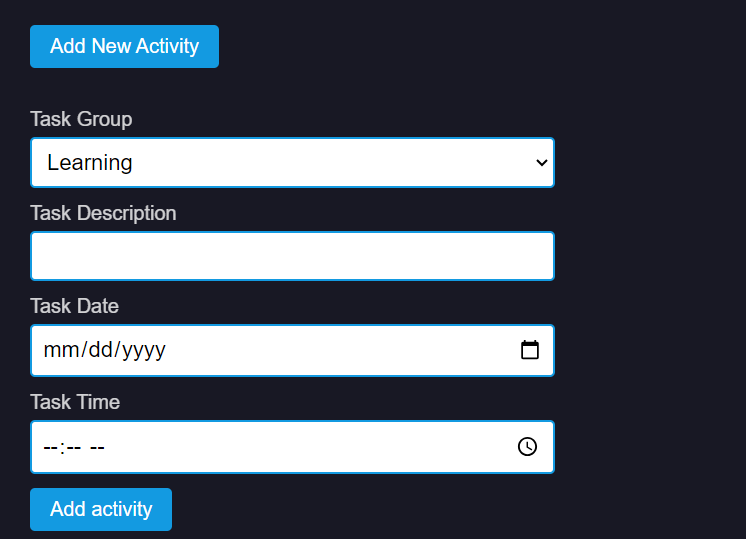 Add New Activity
Task Group
Learning
Task Description
Task Date
mm/dd/yyyy
Task Time
--:-- --
Add activity